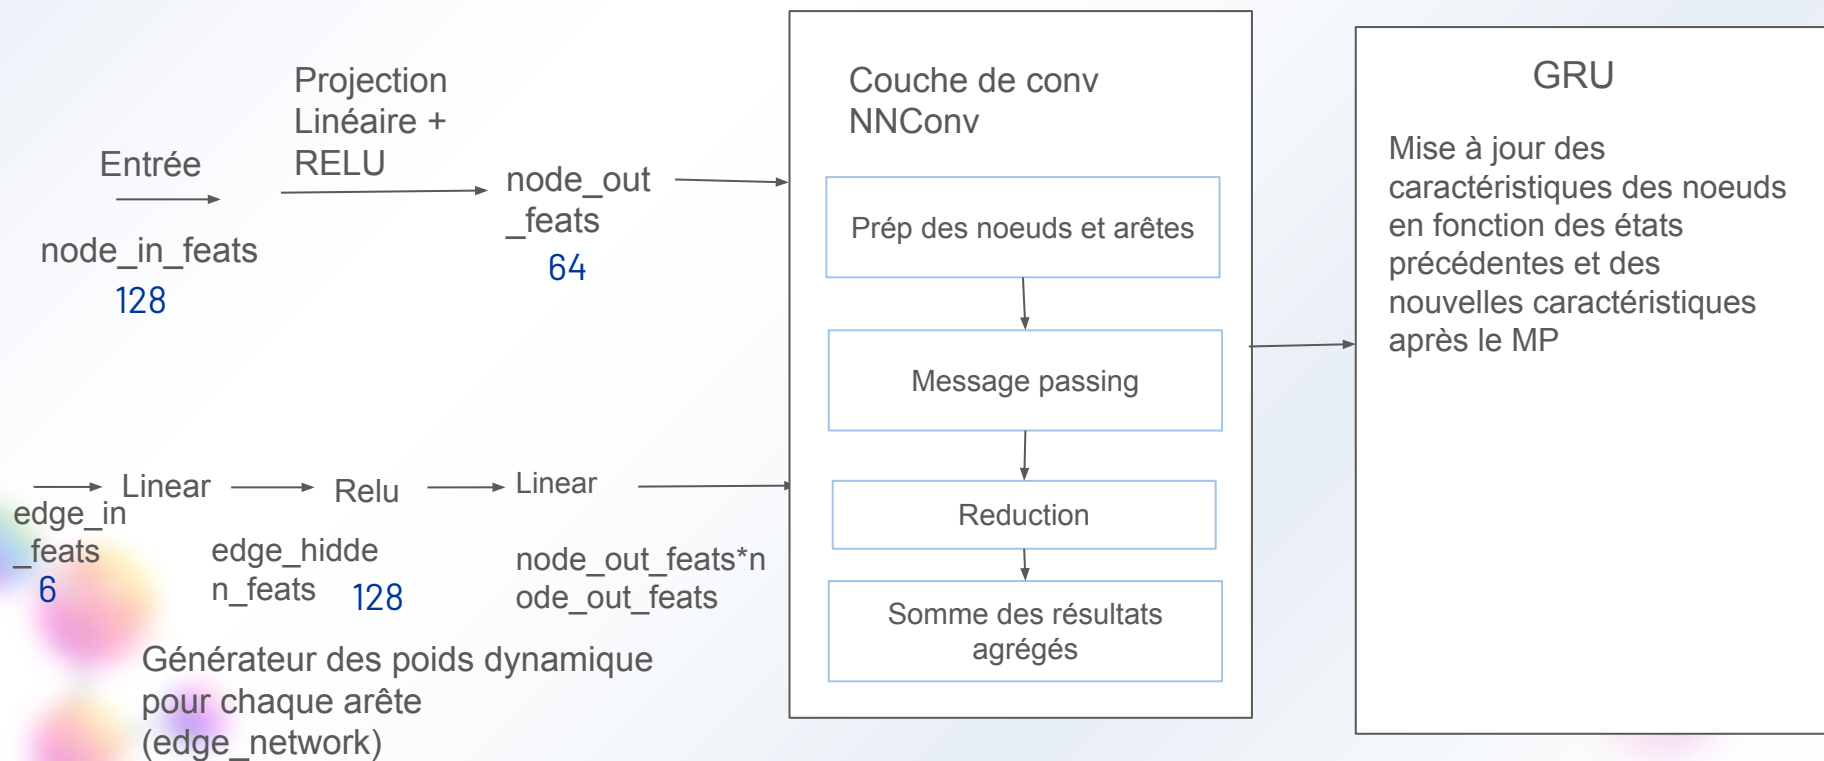 Entrée
node_in_feats
128
Projection
Linéaire +
RELU
node_out
_feats
64
edge_in
_feats
6
Linear
edge_hidde
n_feats
128
Relu
Linear
node_out_feats*n
ode_out_feats
Générateur des poids dynamique
pour chaque arête
(edge_network)
Couche de conv
NNConv
Prép des noeuds et arêtes
Message passing
Reduction
Somme des résultats
agrégés
GRU
Mise à jour des
caractéristiques des noeuds
en fonction des états
précédentes et des
nouvelles caractéristiques
après le MP